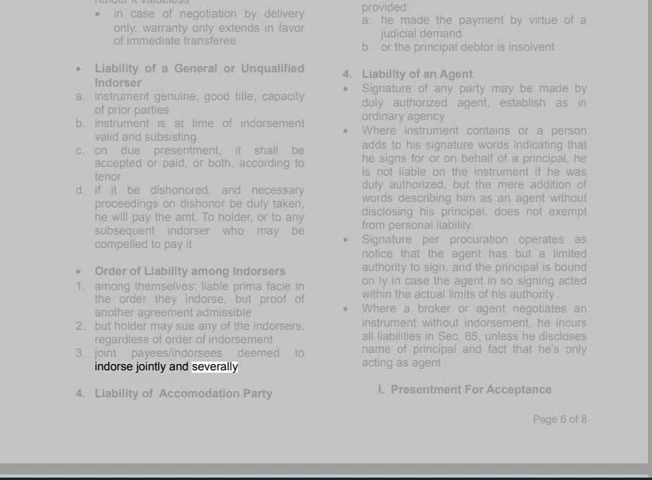 render it valueless
• in case of negotiation by delivery
only, warranty only extends in favor
of immediate transferee
• Liability of a General or Unqualified
Indorser
a. instrument genuine, good title, capacity
of prior parties
b. instrument is at time of indorsement
valid and subsisting
c. on due presentment, it shall be
accepted or paid, or both, according to
tenor
d. if it be dishonored, and necessary
proceedings on dishonor be duly taken,
he will pay the amt. To holder, or to any
subsequent indorser who may be
compelled to pay it
• Order of Liability among Indorsers
1. among themselves: liable prima facie in
the order they indorse, but proof of
another agreement admissible
2. but holder may sue any of the indorsers,
regardless of order of indorsement
3. joint payees/indorsees deemed to
indorse jointly and severally
4. Liability of Accomodation Party
provided
a. he made the payment by virtue of a
judicial demand
b. or the principal debtor is insolvent
4. Liability of an Agent
• Signature of any party may be made by
duly authorized agent, establish as in
ordinary agency
• Where instrument contains or a person
adds to his signature words indicating that
he signs for or on behalf of a principal, he
is not liable on the instrument if he was
duly authorized, but the mere addition of
words describing him as an agent without
disclosing his principal, does not exempt
from personal liability.
• Signature per procuration operates as
notice that the agent has but a limited
authority to sign, and the principal is bound
on ly in case the agent in so signing acted
within the actual limits of his authority
• Where a broker or agent negotiates an
instrument without indorsement, he incurs
all liabilities in Sec. 65, unless he discloses
name of principal and fact that he's only
acting as agent
I. Presentment For Acceptance
Page 6 of 8